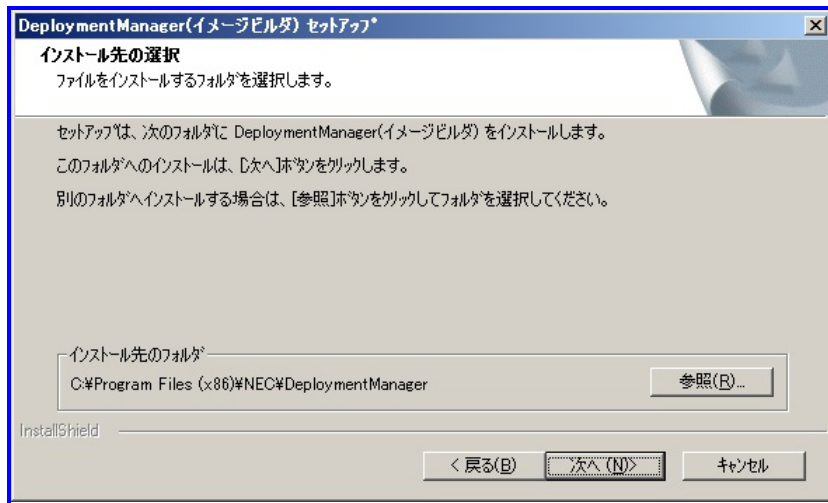 DeploymentManager(イメージビルダ) セットアップ
インストール先の選択
ファイルをインストールするフォルダを選択します。
セットアップは、次のフォルダに DeploymentManager(イメージビルダ) をインストールします。
このフォルダへのインストールは、[次へ]ボタンをクリックします。
別のフォルダへインストールする場合は、[参照]ボタンをクリックしてフォルダを選択してください。
インストール先のフォルダ
C:¥Program Files (x86)¥NEC¥DeploymentManager
参照(R)...
InstallShield
< 戻る(B)
次へ (N)>
キャンセル